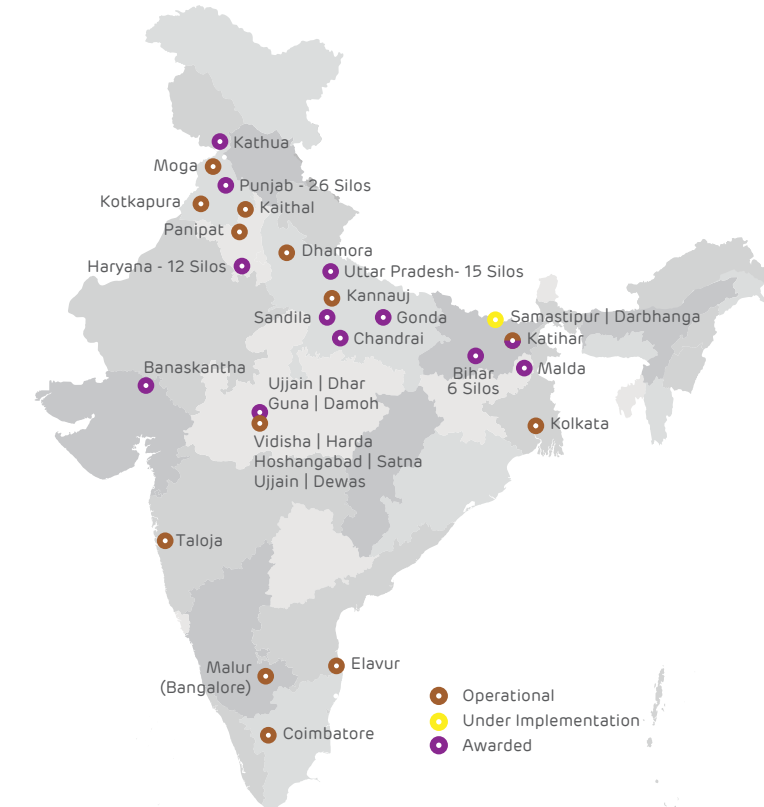 Kathua
Moga
Punjab - 26 Silos
Kotkapura
Kaithal
Panipat
Dhamora
Haryana - 12 Silos
Uttar Pradesh- 15 Silos
Kannauj
Sandila
Gonda
Samastipur | Darbhanga
Chandrai
Katihar
Banaskantha
Bihar
6 Silos
Malda
Ujjain | Dhar
Guna | Damoh
Kolkata
Vidisha | Harda
Hoshangabad | Satna
Ujjain | Dewas
Taloja
Malur
(Bangalore)
Elavur
Coimbatore
Operational
Under Implementation
Awarded